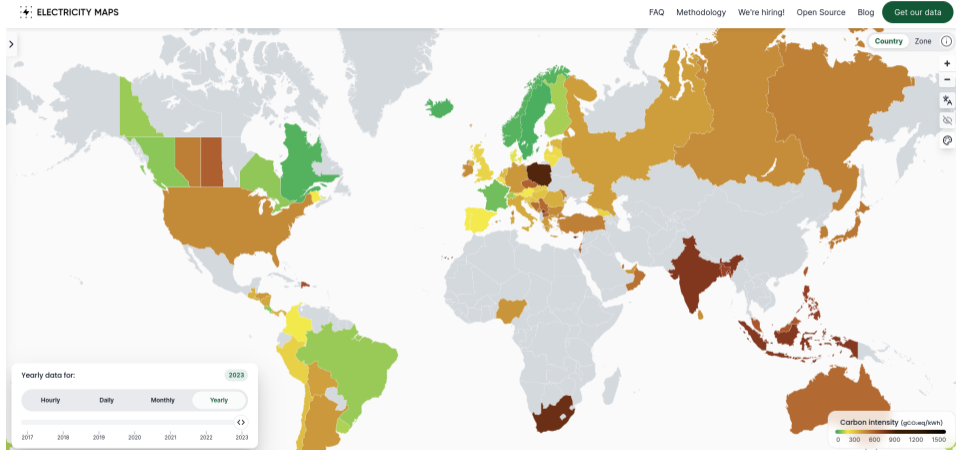 ELECTRICITY MAPS
FAQ Methodology We're hiring! Open Source Blog Get our data
Country Zone
Yearly data for: 2023
Hourly Daily Monthly Yearly
2017 2018 2019 2020 2021 2022 2023
Carbon intensity (gCO₂eq/kWh)
0 300 600 900 1200 1500